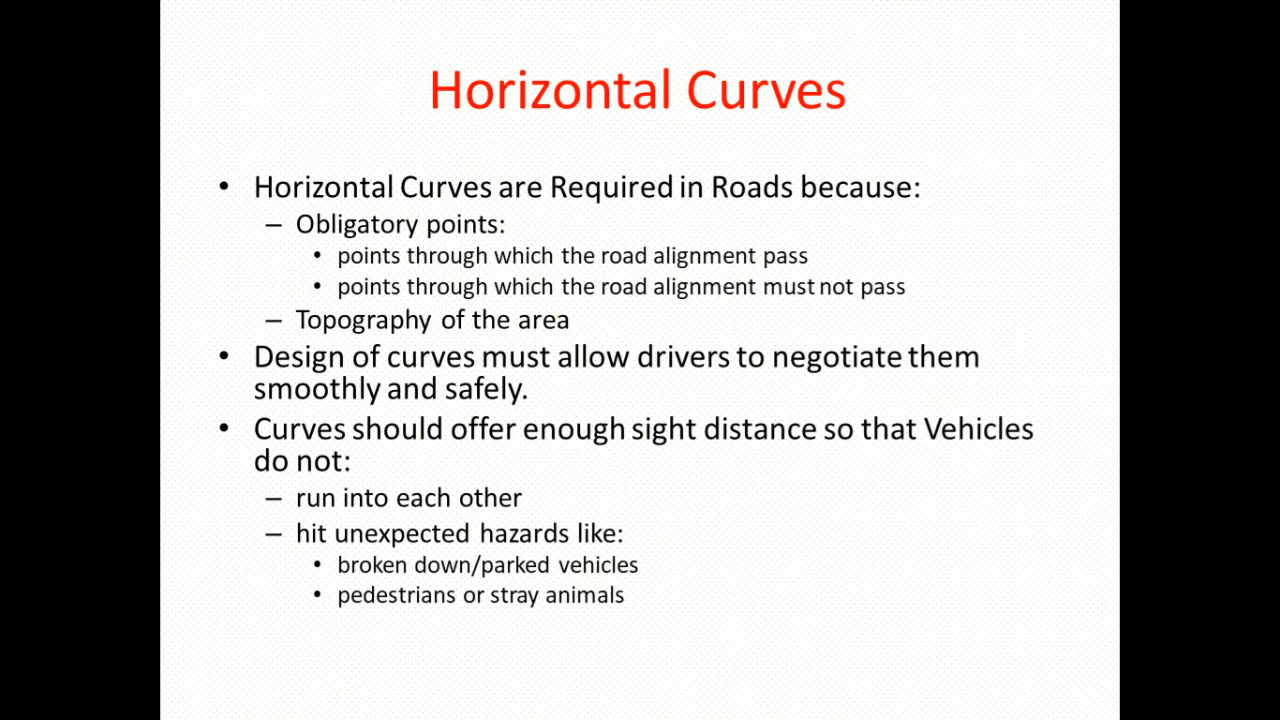 Horizontal Curves
• Horizontal Curves are Required in Roads because:
– Obligatory points:
• points through which the road alignment pass
• points through which the road alignment must not pass
– Topography of the area
• Design of curves must allow drivers to negotiate them
smoothly and safely.
• Curves should offer enough sight distance so that Vehicles
do not:
– run into each other
– hit unexpected hazards like:
• broken down/parked vehicles
• pedestrians or stray animals